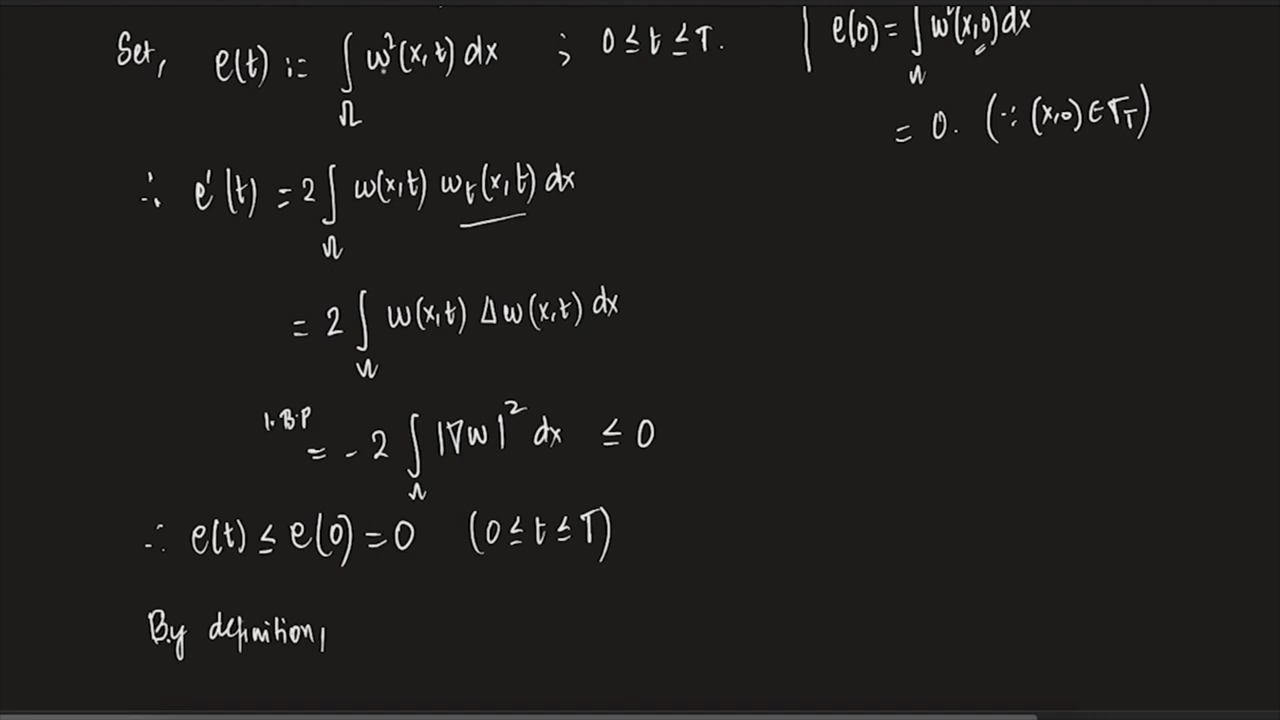 Set, e(t) := ∫_Ω w²(x,t) dx ; 0 ≤ t ≤ T.
e(0) = ∫_Ω w²(x,0) dx
= 0. (∵ (x,0) ∈ Γ_T)
∴ e'(t) = 2 ∫_Ω w(x,t) w_t(x,t) dx
= 2 ∫_Ω w(x,t) Δw(x,t) dx
I.B.P
= -2 ∫_Ω |∇w|² dx ≤ 0
∴ e(t) ≤ e(0) = 0 (0 ≤ t ≤ T)
By definition,